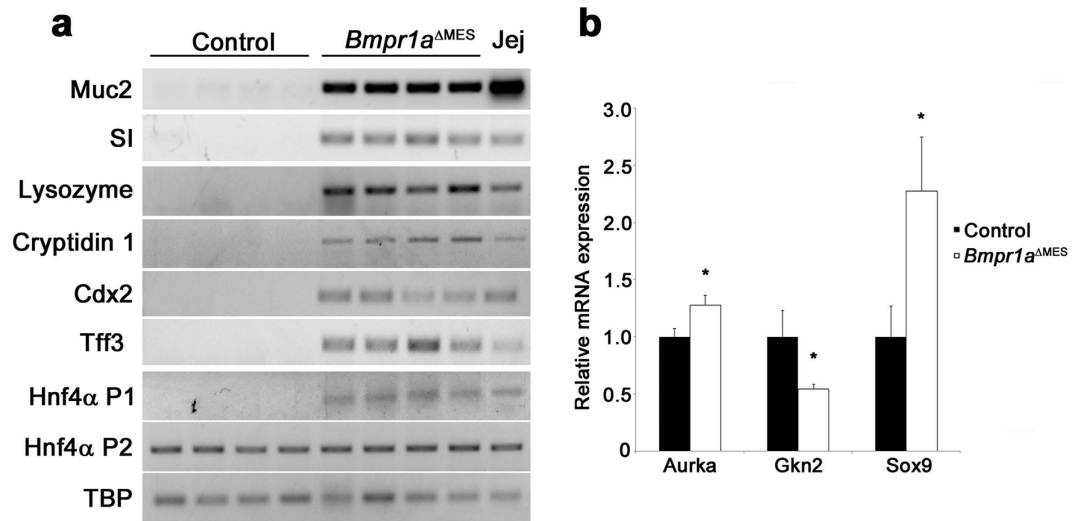 a
Control
Bmpr1aΔMES
Jej
Muc2
SI
Lysozyme
Cryptidin 1
Cdx2
Tff3
Hnf4α P1
Hnf4α P2
TBP
b
Relative mRNA expression
3.0
2.5
2.0
1.5
1.0
0.5
0
*
*
*
Aurka
Gkn2
Sox9
Control
Bmpr1aΔMES